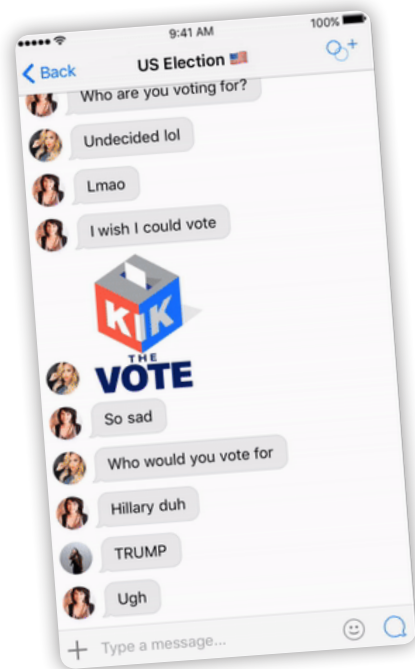 9:41 AM
100%
Back
US Election 🇺🇸
Who are you voting for?
Undecided lol
Lmao
I wish I could vote
KIK
THE
VOTE
So sad
Who would you vote for
Hillary duh
TRUMP
Ugh
Type a message...